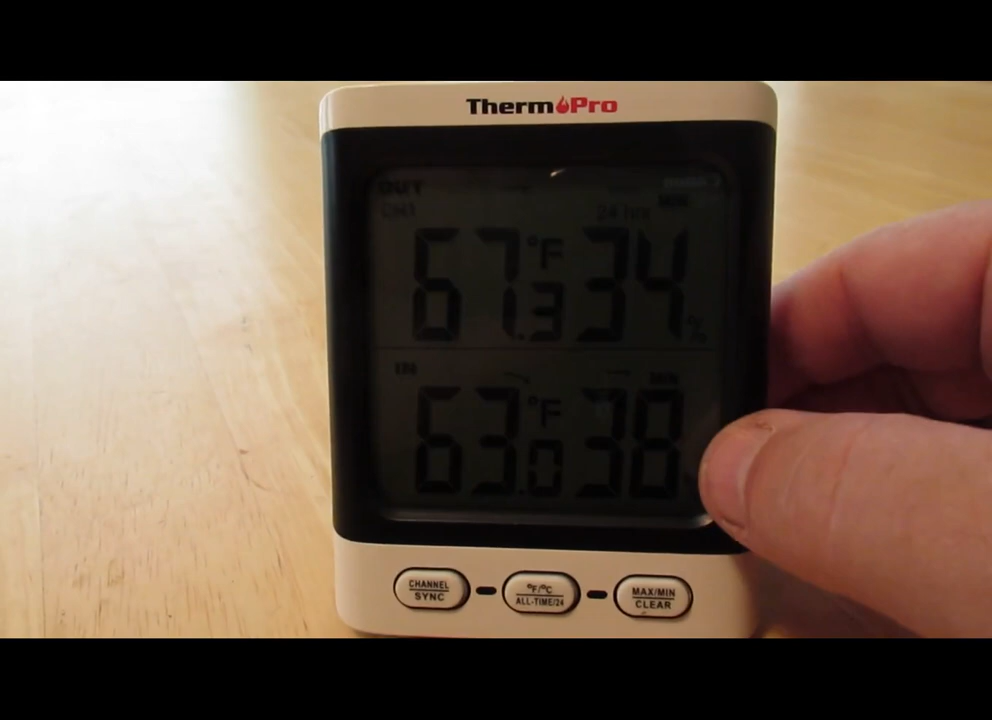 ThermoPro
OUT
CH1 24 hrs MIN
67.3 °F 34 %
IN MIN
63.0 °F 38
CHANNEL °F/°C MAX/MIN
SYNC ALL-TIME/24 CLEAR